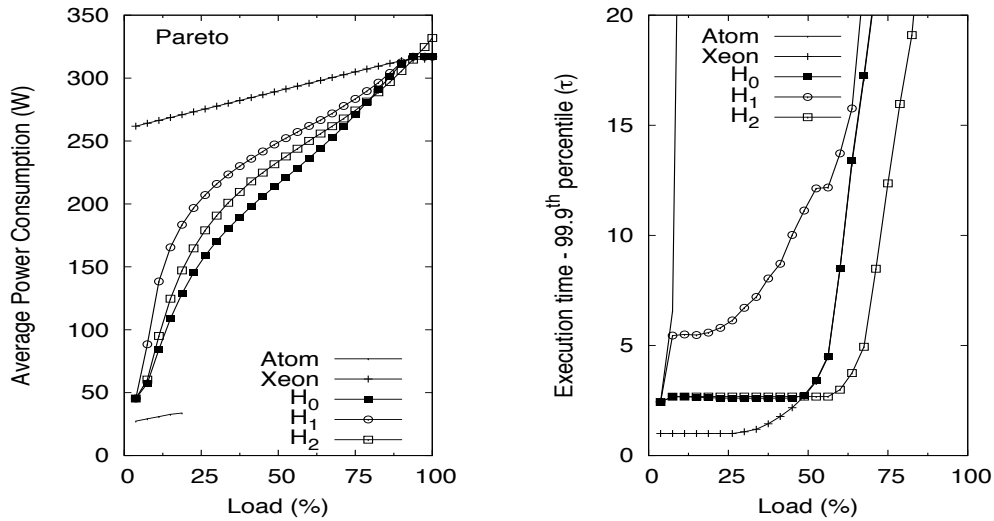 Pareto
Average Power Consumption (W)
350
300
250
200
150
100
50
0
0 25 50 75 100
Load (%)
Atom
Xeon
H0
H1
H2
Execution time - 99.9th percentile (τ)
20
15
10
5
0
0 25 50 75 100
Load (%)
Atom
Xeon
H0
H1
H2